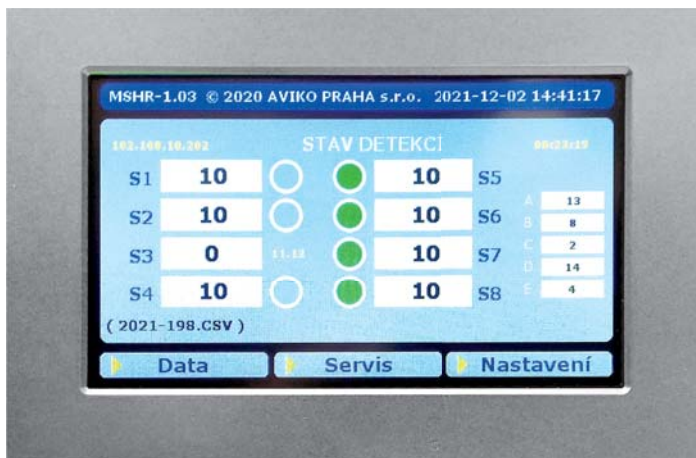 MSHR-1.03 © 2020 AVIKO PRAHA s.r.o. 2021-12-02 14:41:17
STAV DETEKCÍ
S1 10 10 S5
S2 10 10 S6
S3 0 11.13 10 S7
S4 10 10 S8
A 13
B 8
C 2
D 14
E 4
( 2021-198.CSV )
Data Servis Nastavení